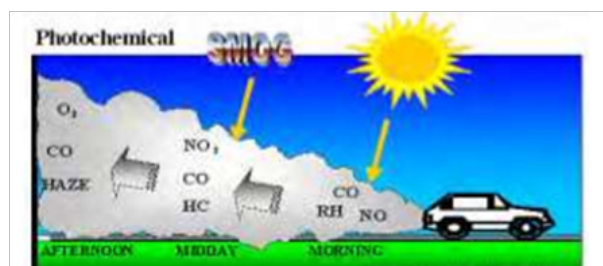 Photochemical
SMOG
O₃
CO
HAZE
NO₂
CO
HC
CO
RH NO
AFTERNOON MIDDAY MORNING